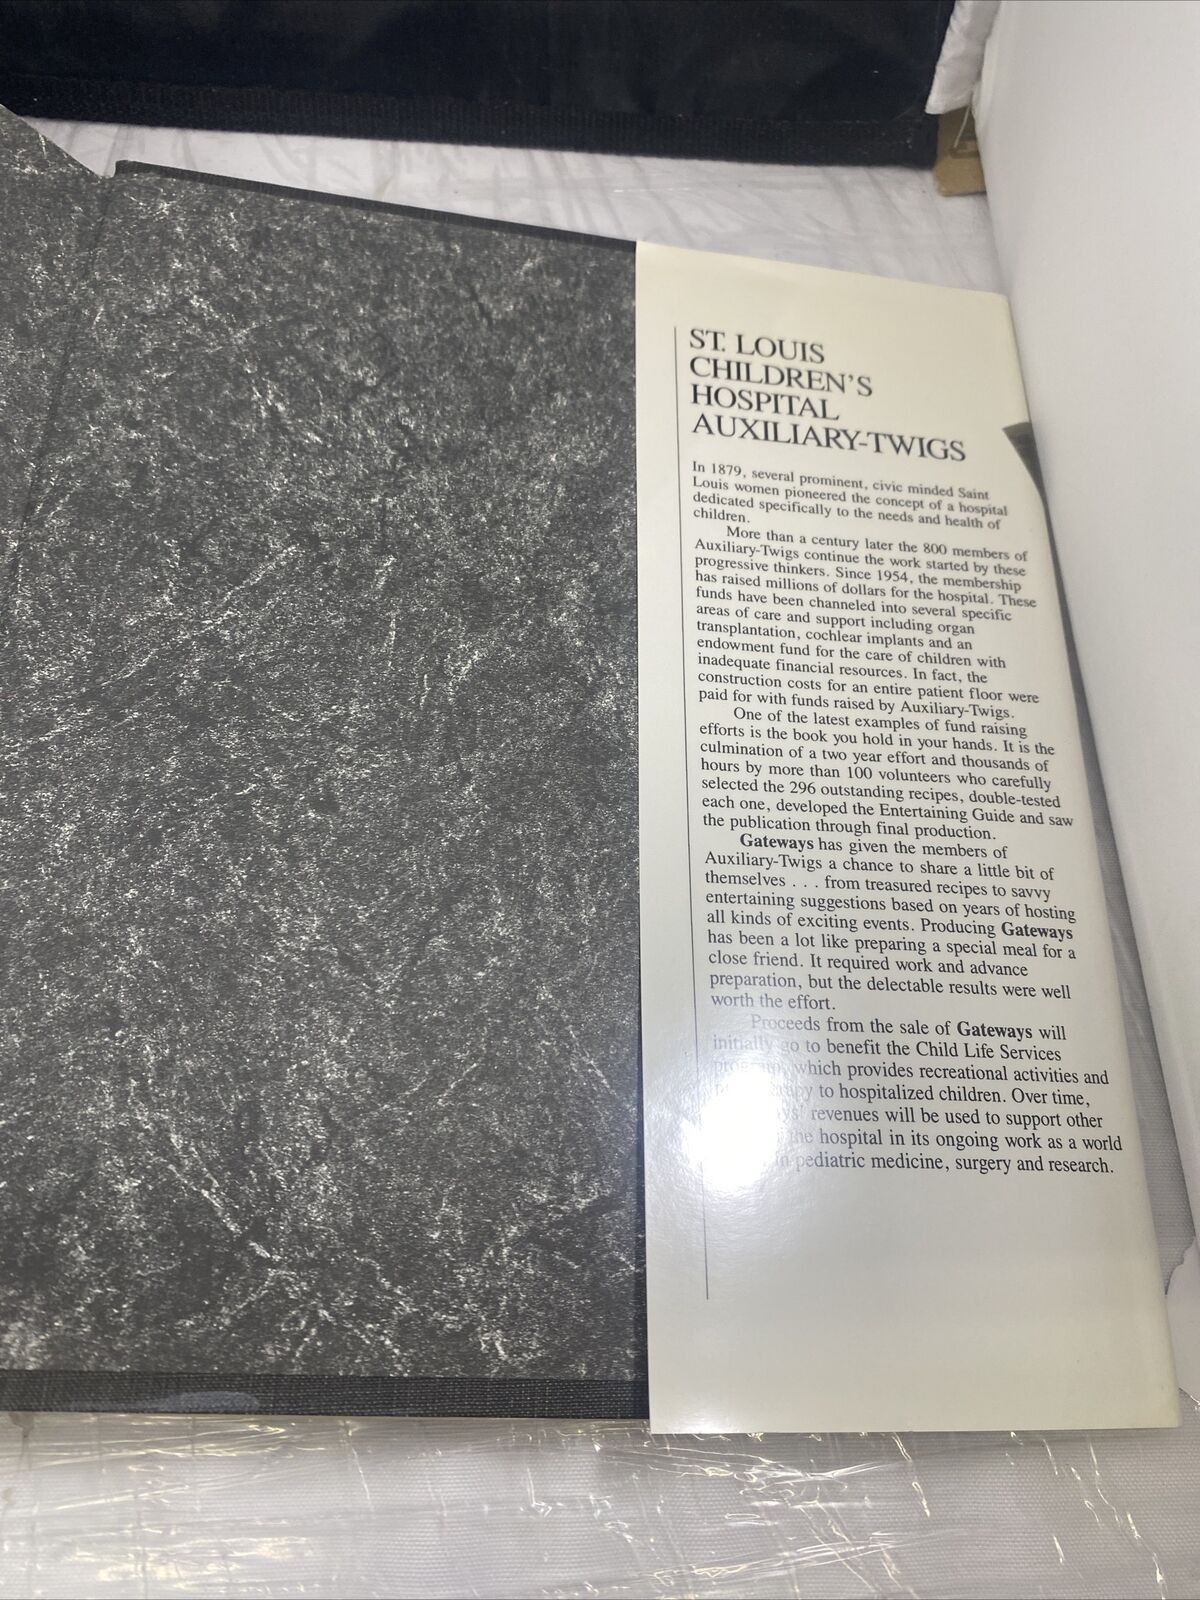 ST. LOUIS
CHILDREN'S
HOSPITAL
AUXILIARY-TWIGS
In 1879, several prominent, civic minded Saint
Louis women pioneered the concept of a hospital
dedicated specifically to the needs and health of
children.
More than a century later the 800 members of
Auxiliary-Twigs continue the work started by these
progressive thinkers. Since 1954, the membership
has raised millions of dollars for the hospital. These
funds have been channeled into several specific
areas of care and support including organ
transplantation, cochlear implants and an
endowment fund for the care of children with
inadequate financial resources. In fact, the
construction costs for an entire patient floor were
paid for with funds raised by Auxiliary-Twigs.
One of the latest examples of fund raising
efforts is the book you hold in your hands. It is the
culmination of a two year effort and thousands of
hours by more than 100 volunteers who carefully
selected the 296 outstanding recipes, double-tested
each one, developed the Entertaining Guide and saw
the publication through final production.
Gateways has given the members of
Auxiliary-Twigs a chance to share a little bit of
themselves . . . from treasured recipes to savvy
entertaining suggestions based on years of hosting
all kinds of exciting events. Producing Gateways
has been a lot like preparing a special meal for a
close friend. It required work and advance
preparation, but the delectable results were well
worth the effort.
Proceeds from the sale of Gateways will
initially go to benefit the Child Life Services
program, which provides recreational activities and
to hospitalized children. Over time,
revenues will be used to support other
the hospital in its ongoing work as a world
in pediatric medicine, surgery and research.